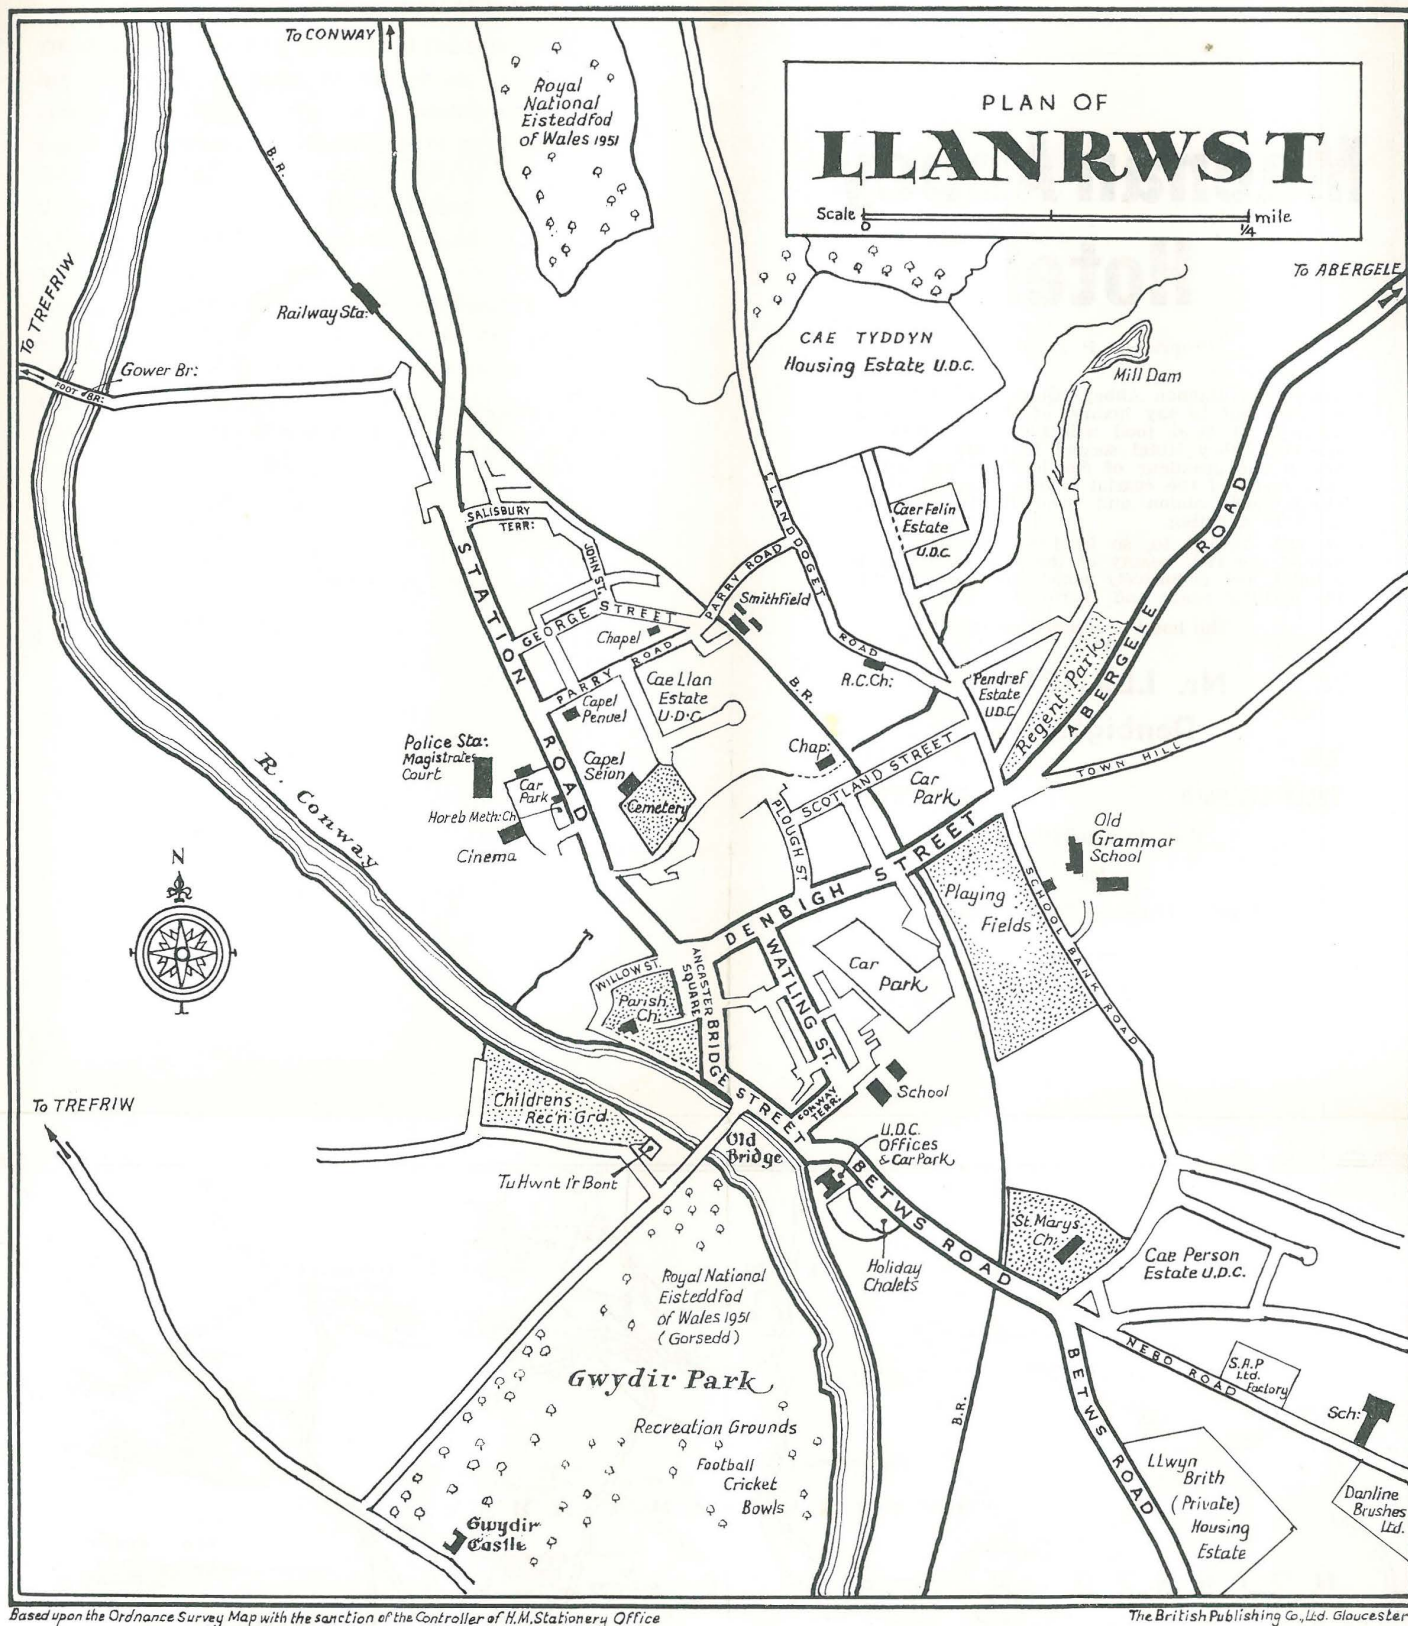 To CONWAY
PLAN OF
LLANRWST
Scale
0
1/4
mile
Royal
National
Eisteddfod
of Wales 1951
B.R.
To TREFRIW
To ABERGELE
Railway Sta:
CAE TYDDYN
Housing Estate U.D.C.
Mill Dam
Gower Br:
FOOT BR:
SALISBURY
TERR:
JOHN ST.
STATION ROAD
GEORGE STREET
Chapel
PARRY ROAD
PARRY ROAD
LLANDDOGET ROAD
Smithfield
Caer Felin
Estate
U.D.C.
R.C.Ch:
Pendref
Estate
U.D.C.
Regent Park
ABERGELE ROAD
TOWN HILL
Cae Llan
Estate
U.D.C
Capel
Penuel
B.R.
Police Sta:
Magistrates
Court
Car
Park
Horeb Meth: Ch
Cinema
Capel
Seion
Cemetery
Chap:
SCOTLAND STREET
PLOUGH ST
Car
Park
DENBIGH STREET
Old
Grammar
School
SCHOOL BANK ROAD
Playing
Fields
R. Conway
N
WILLOW ST.
Parish
Ch:
ANCASTER
SQUARE
WATLING ST.
Car
Park
BRIDGE STREET
CONWAY
TERR:
School
To TREFRIW
Childrens
Rec'n Grd.
Tu Hwnt I'r Bont
Old
Bridge
U.D.C.
Offices
& Car Park
BETWS ROAD
Holiday
Chalets
St. Marys
Ch:
Cae Person
Estate U.D.C.
Royal National
Eisteddfod
of Wales 1951
(Gorsedd)
Gwydir Park
Recreation Grounds
Football
Cricket
Bowls
Gwydir
Castle
B.R.
NEBO ROAD
S.A.P
Ltd.
Factory
Sch:
BETWS ROAD
Llwyn
Brith
(Private)
Housing
Estate
Danline
Brushes
Ltd.
Based upon the Ordnance Survey Map with the sanction of the Controller of H.M. Stationery Office
The British Publishing Co., Ltd. Gloucester